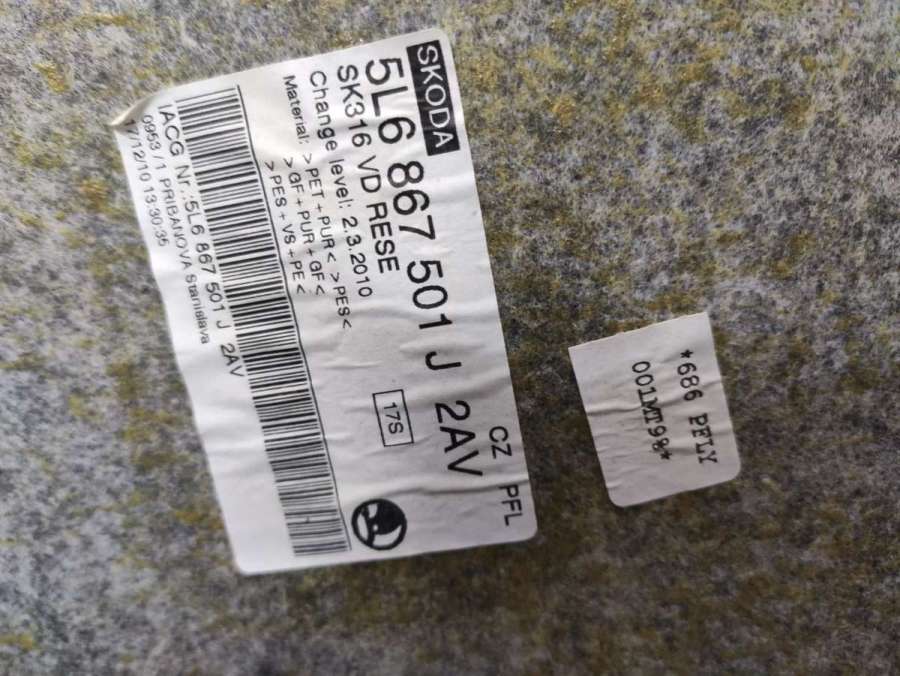 SKODA
5L6 867 501 J 2AV
CZ PFL
SK316 VD RESE
Change level: 2.3.2010
17S
Material: >PET+PUR< >PES<
>GF+PUR+GF<
>PES+VS+PE<
IACG Nr.:5L6 867 501 J 2AV
0953/1 PRIBANOVA Stanislava
17/12/10 13:30:35
*686 PFLY
001MT98*